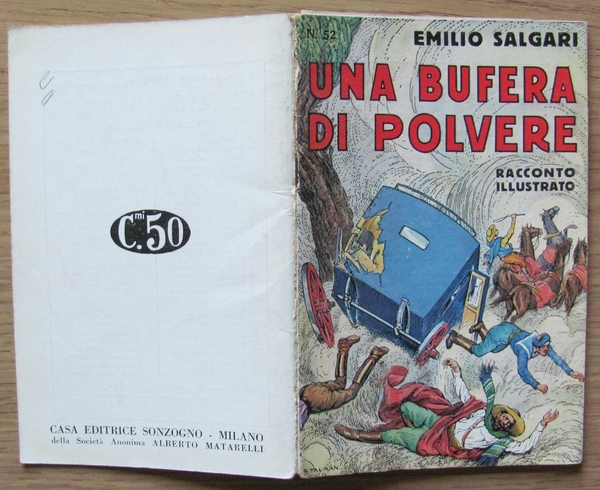 N. 52
EMILIO SALGARI
UNA BUFERA
DI POLVERE
RACCONTO
ILLUSTRATO
Cmi 50
CASA EDITRICE SONZOGNO - MILANO
della Società Anonima ALBERTO MATARELLI